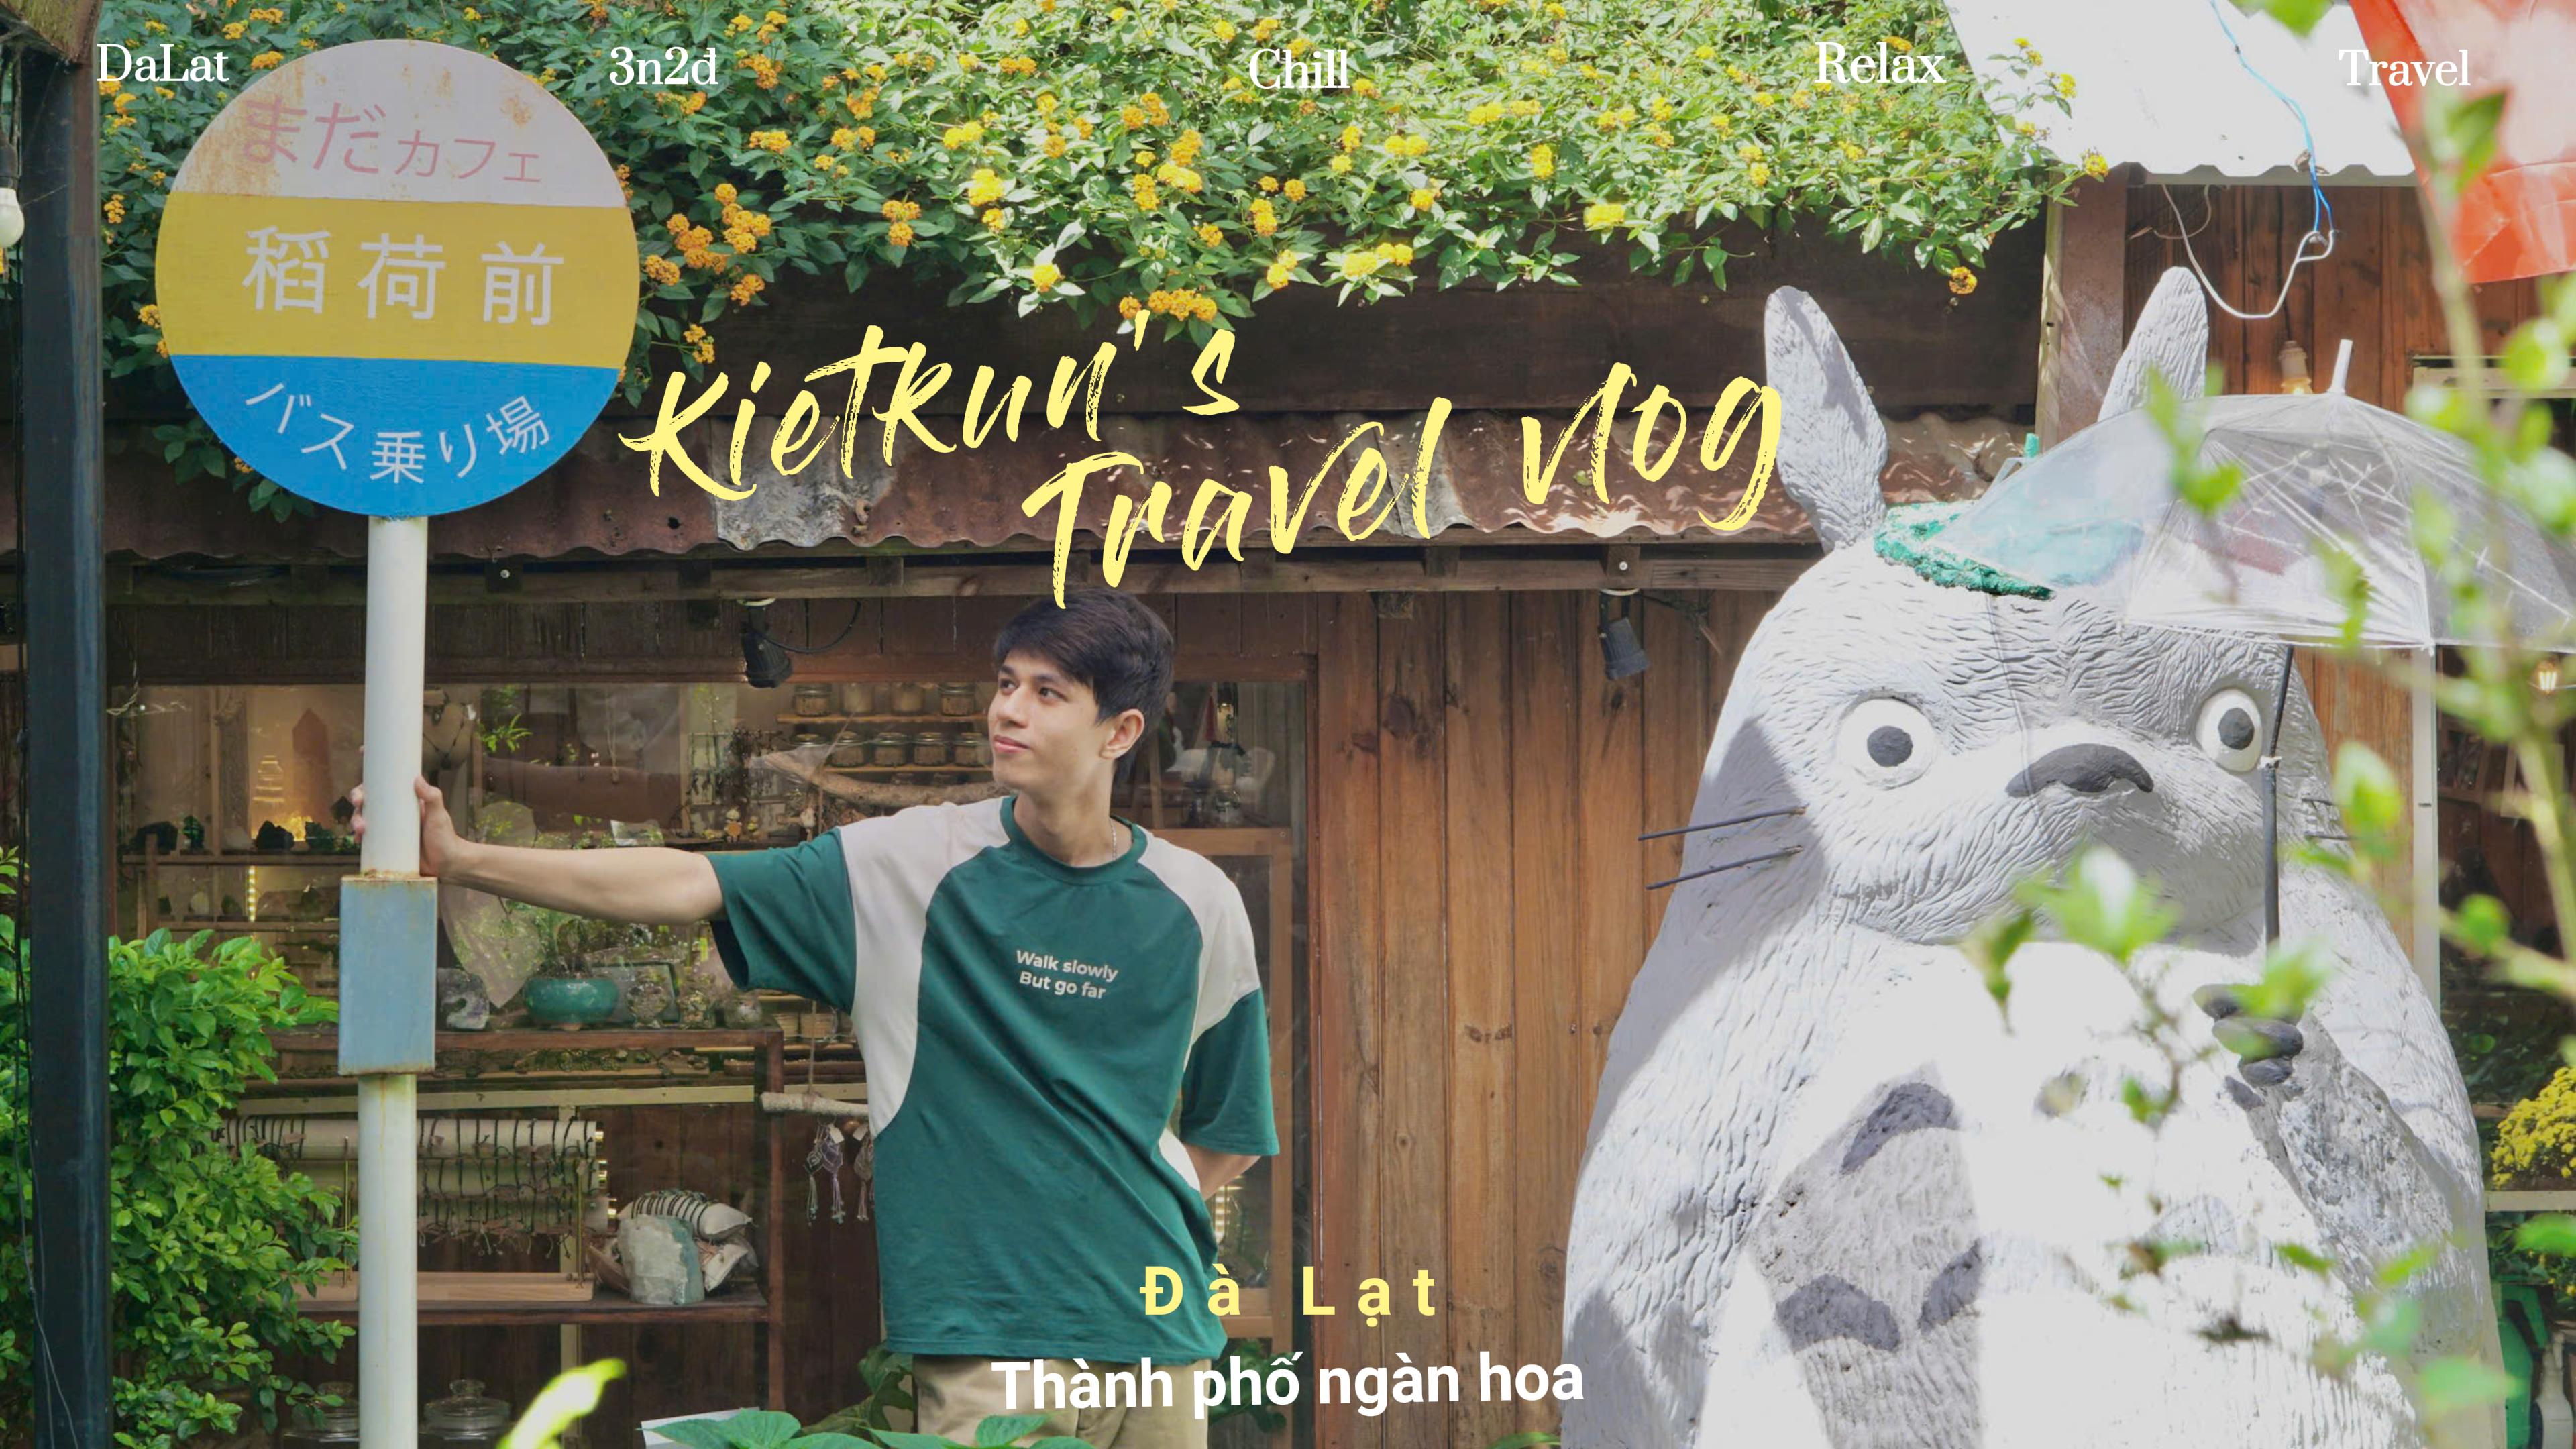 DaLat
3n2đ
Chill
Relax
Travel
まだカフェ
稲荷前
バス乗り場
Kietkun's
Travel vlog
Walk slowly
But go far
Đà Lạt
Thành phố ngàn hoa